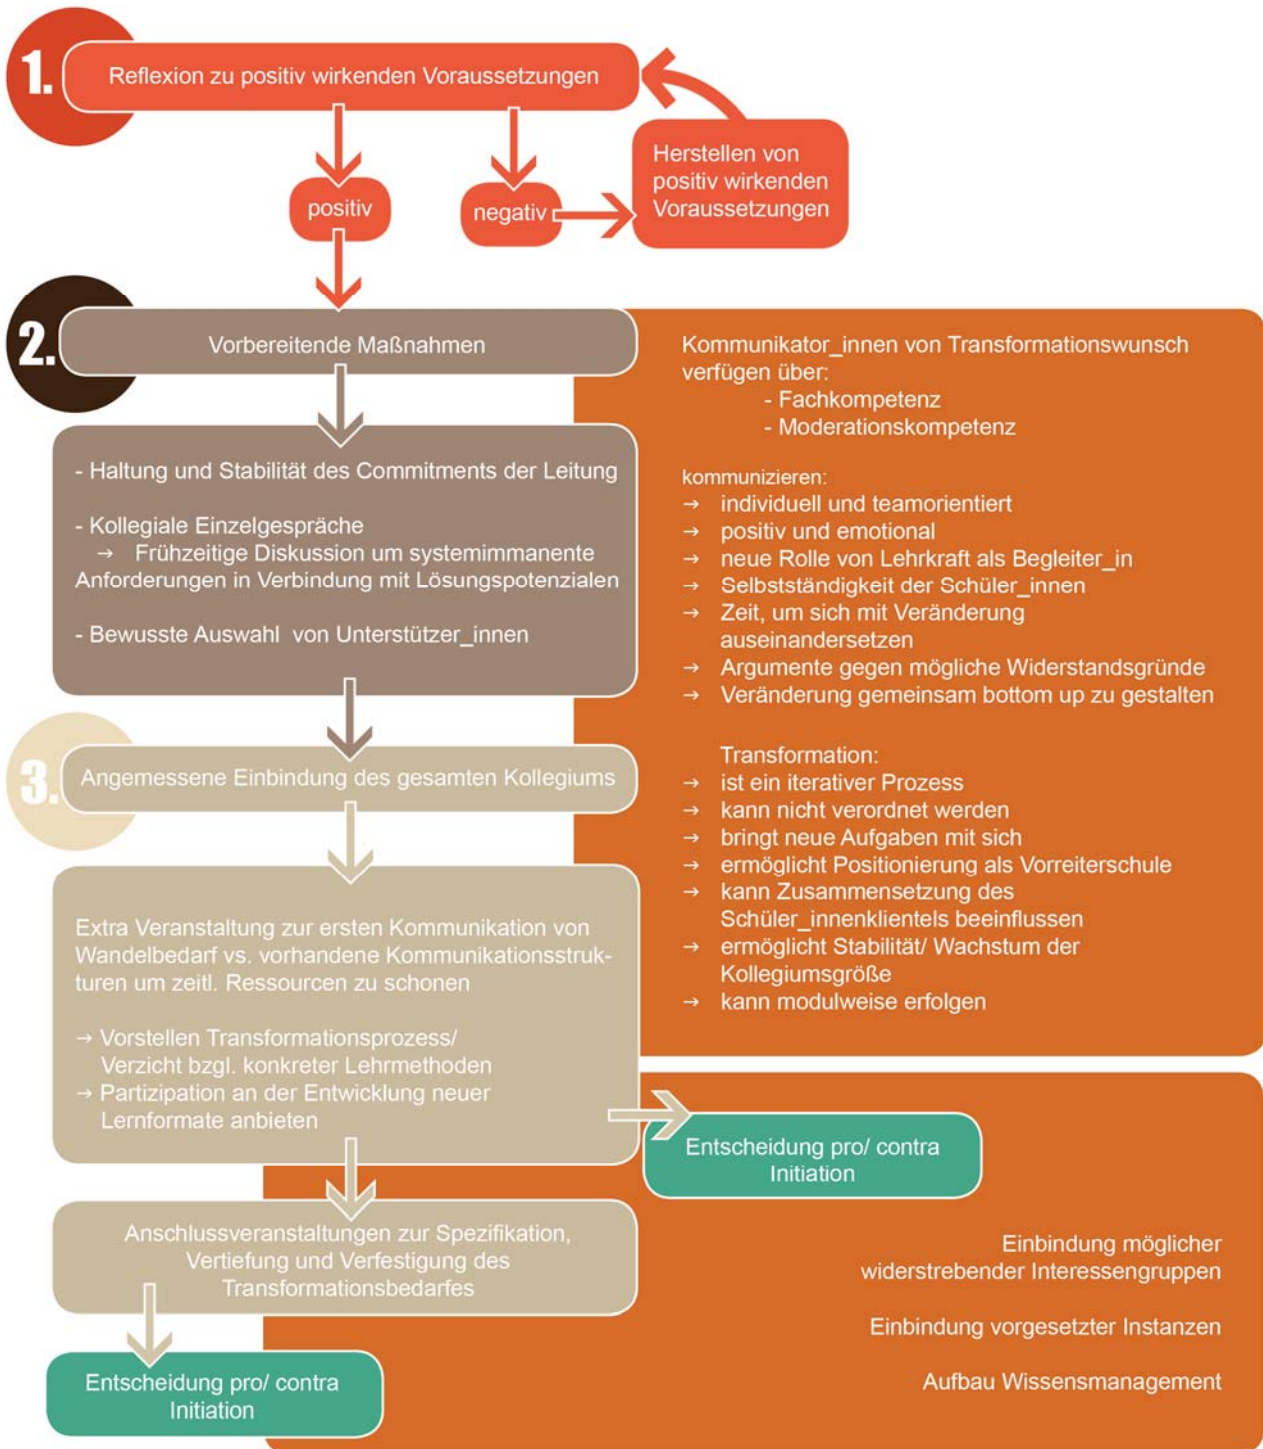 1.
Reflexion zu positiv wirkenden Voraussetzungen
Herstellen von
positiv wirkenden
Voraussetzungen
positiv
negativ
2.
Vorbereitende Maßnahmen
- Haltung und Stabilität des Commitments der Leitung
- Kollegiale Einzelgespräche
→ Frühzeitige Diskussion um systemimmanente
Anforderungen in Verbindung mit Lösungspotenzialen
- Bewusste Auswahl von Unterstützer_innen
Kommunikator_innen von Transformationswunsch
verfügen über:
- Fachkompetenz
- Moderationskompetenz
kommunizieren:
→ individuell und teamorientiert
→ positiv und emotional
→ neue Rolle von Lehrkraft als Begleiter_in
→ Selbstständigkeit der Schüler_innen
→ Zeit, um sich mit Veränderung
auseinandersetzen
→ Argumente gegen mögliche Widerstandsgründe
→ Veränderung gemeinsam bottom up zu gestalten
Transformation:
→ ist ein iterativer Prozess
→ kann nicht verordnet werden
→ bringt neue Aufgaben mit sich
→ ermöglicht Positionierung als Vorreiterschule
→ kann Zusammensetzung des
Schüler_innenklientels beeinflussen
→ ermöglicht Stabilität/ Wachstum der
Kollegiumsgröße
→ kann modulweise erfolgen
3.
Angemessene Einbindung des gesamten Kollegiums
Extra Veranstaltung zur ersten Kommunikation von
Wandelbedarf vs. vorhandene Kommunikationsstruk-
turen um zeitl. Ressourcen zu schonen
→ Vorstellen Transformationsprozess/
Verzicht bzgl. konkreter Lehrmethoden
→ Partizipation an der Entwicklung neuer
Lernformate anbieten
Entscheidung pro/ contra
Initiation
Anschlussveranstaltungen zur Spezifikation,
Vertiefung und Verfestigung des
Transformationsbedarfes
Entscheidung pro/ contra
Initiation
Einbindung möglicher
widerstrebender Interessengruppen
Einbindung vorgesetzter Instanzen
Aufbau Wissensmanagement